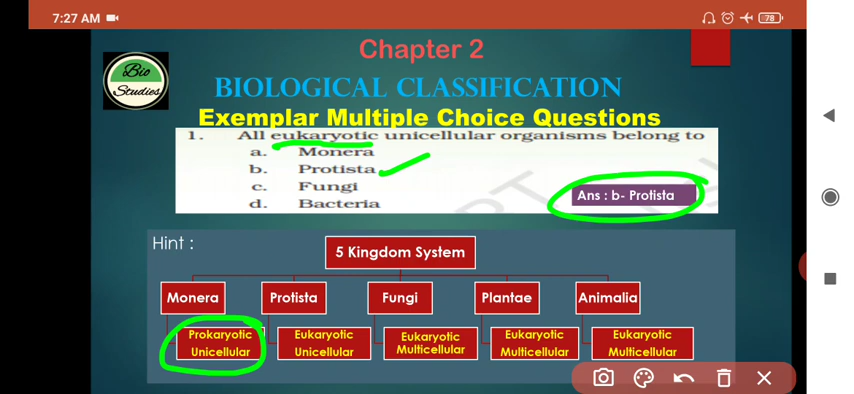 7:27 AM
78
Bio
Studies
Chapter 2
BIOLOGICAL CLASSIFICATION
Exemplar Multiple Choice Questions
1. All eukaryotic unicellular organisms belong to
a. Monera
b. Protista
c. Fungi
d. Bacteria
Ans : b- Protista
Hint :
5 Kingdom System
Monera Protista Fungi Plantae Animalia
Prokaryotic Eukaryotic Eukaryotic Eukaryotic Eukaryotic
Unicellular Unicellular Multicellular Multicellular Multicellular